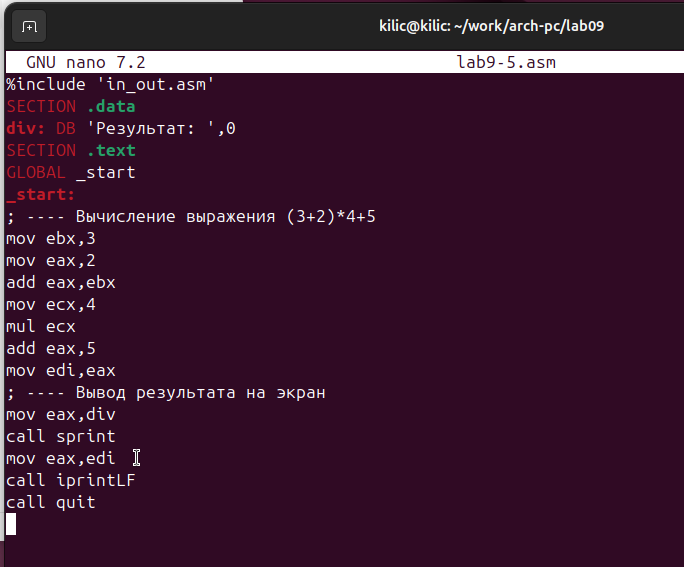 kilic@kilic: ~/work/arch-pc/lab09
GNU nano 7.2 lab9-5.asm
%include 'in_out.asm'
SECTION .data
div: DB 'Результат: ',0
SECTION .text
GLOBAL _start
_start:
; ---- Вычисление выражения (3+2)*4+5
mov ebx,3
mov eax,2
add eax,ebx
mov ecx,4
mul ecx
add eax,5
mov edi,eax
; ---- Вывод результата на экран
mov eax,div
call sprint
mov eax,edi
call iprintLF
call quit